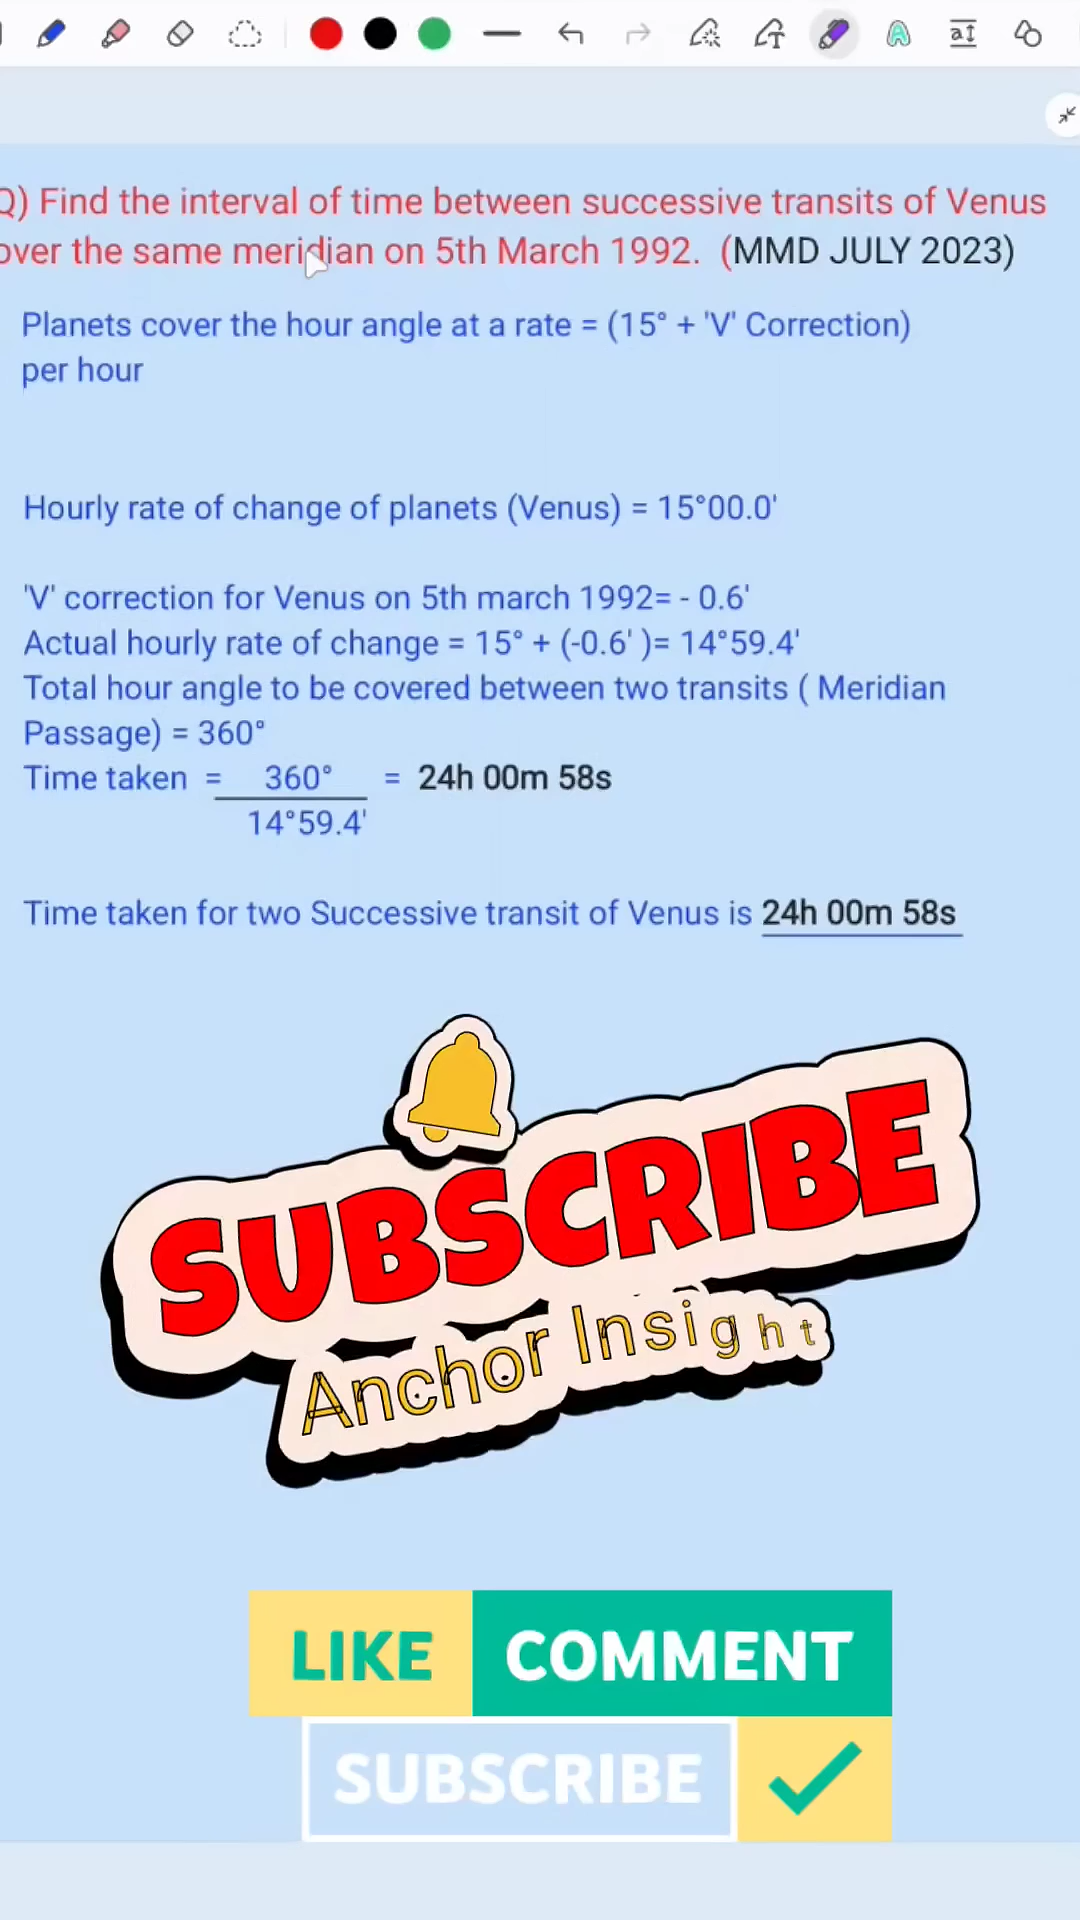 Q) Find the interval of time between successive transits of Venus
over the same meridian on 5th March 1992. (MMD JULY 2023)
Planets cover the hour angle at a rate = (15° + 'V' Correction)
per hour
Hourly rate of change of planets (Venus) = 15°00.0'
'V' correction for Venus on 5th march 1992= - 0.6'
Actual hourly rate of change = 15° + (-0.6' )= 14°59.4'
Total hour angle to be covered between two transits ( Meridian
Passage) = 360°
Time taken = 360° = 24h 00m 58s
14°59.4'
Time taken for two Successive transit of Venus is 24h 00m 58s
SUBSCRIBE
Anchor Insight
LIKE COMMENT
SUBSCRIBE